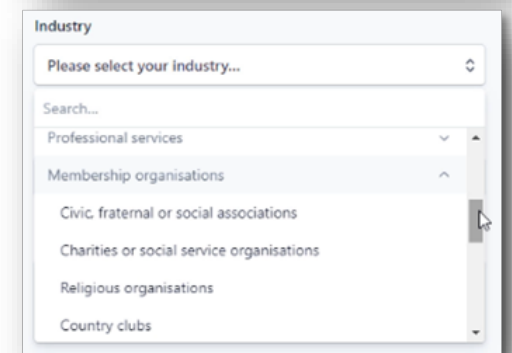 Industry
Please select your industry...
Search...
Professional services
Membership organisations
Civic, fraternal or social associations
Charities or social service organisations
Religious organisations
Country clubs